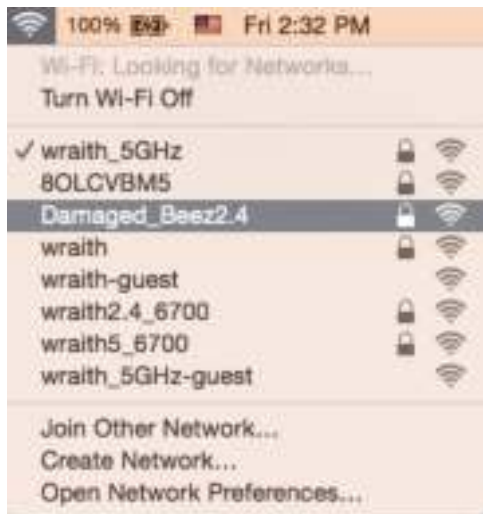 100% Fri 2:32 PM
Wi-Fi: Looking for Networks...
Turn Wi-Fi Off
wraith_5GHz
8OLCVBM5
Damaged_Beez2.4
wraith
wraith-guest
wraith2.4_6700
wraith5_6700
wraith_5GHz-guest
Join Other Network...
Create Network...
Open Network Preferences...